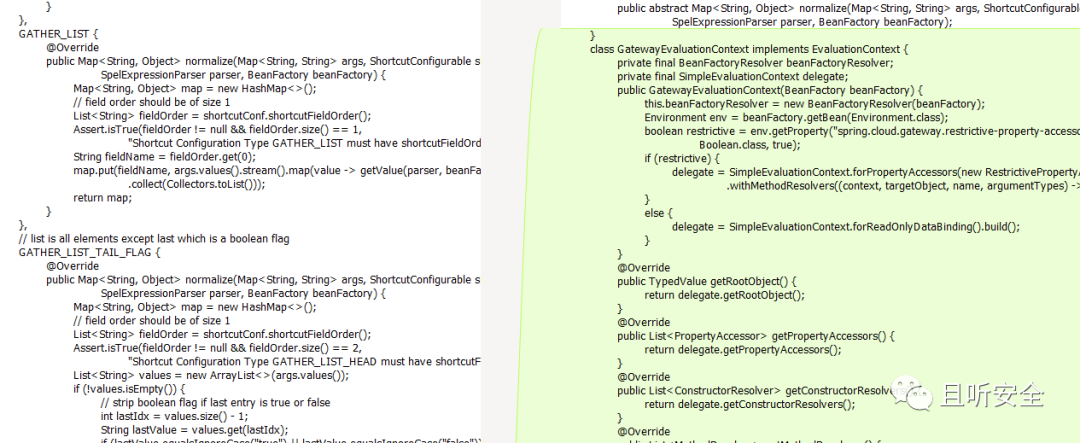 }
},
GATHER_LIST {
@Override
public Map<String, Object> normalize(Map<String, String> args, ShortcutConfigurable
SpelExpressionParser parser, BeanFactory beanFactory) {
Map<String, Object> map = new HashMap<>();
// field order should be of size 1
List<String> fieldOrder = shortcutConf.shortcutFieldOrder();
Assert.isTrue(fieldOrder != null && fieldOrder.size() == 1,
"Shortcut Configuration Type GATHER_LIST must have shortcutFieldOrd
String fieldName = fieldOrder.get(0);
map.put(fieldName, args.values().stream().map(value -> getValue(parser, beanFa
.collect(Collectors.toList()));
return map;
}
},
// list is all elements except last which is a boolean flag
GATHER_LIST_TAIL_FLAG {
@Override
public Map<String, Object> normalize(Map<String, String> args, ShortcutConfigurable
SpelExpressionParser parser, BeanFactory beanFactory) {
Map<String, Object> map = new HashMap<>();
// field order should be of size 1
List<String> fieldOrder = shortcutConf.shortcutFieldOrder();
Assert.isTrue(fieldOrder != null && fieldOrder.size() == 2,
"Shortcut Configuration Type GATHER_LIST_HEAD must have shortcutF
List<String> values = new ArrayList<>(args.values());
if (!values.isEmpty()) {
// strip boolean flag if last entry is true or false
int lastIdx = values.size() - 1;
String lastValue = values.get(lastIdx);
if (lastValue.equalsIgnoreCase("true") || lastValue.equalsIgnoreCase("false"))
public abstract Map<String, Object> normalize(Map<String, String> args, ShortcutConfigurabl
SpelExpressionParser parser, BeanFactory beanFactory);
}
class GatewayEvaluationContext implements EvaluationContext {
private final BeanFactoryResolver beanFactoryResolver;
private final SimpleEvaluationContext delegate;
public GatewayEvaluationContext(BeanFactory beanFactory) {
this.beanFactoryResolver = new BeanFactoryResolver(beanFactory);
Environment env = beanFactory.getBean(Environment.class);
boolean restrictive = env.getProperty("spring.cloud.gateway.restrictive-property-accesso
Boolean.class, true);
if (restrictive) {
delegate = SimpleEvaluationContext.forPropertyAccessors(new RestrictivePropertyA
.withMethodResolvers((context, targetObject, name, argumentTypes) ->
}
else {
delegate = SimpleEvaluationContext.forReadOnlyDataBinding().build();
}
}
@Override
public TypedValue getRootObject() {
return delegate.getRootObject();
}
@Override
public List<PropertyAccessor> getPropertyAccessors() {
return delegate.getPropertyAccessors();
}
@Override
public List<ConstructorResolver> getConstructorResolvers
return delegate.getConstructorResolvers();
}
@Override
且听安全